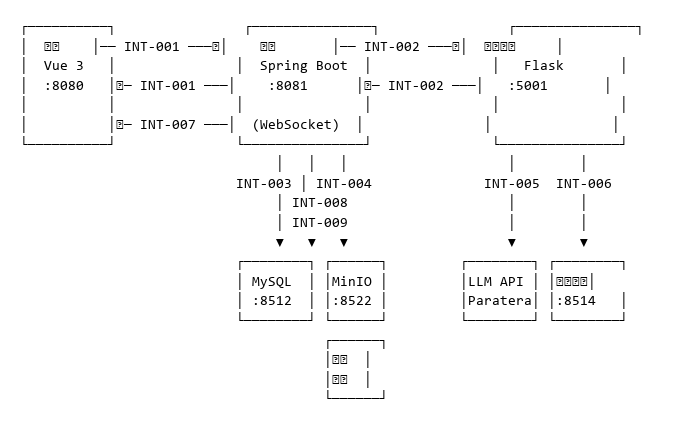 INT-001 INT-002
Vue 3 Spring Boot Flask
:8080 INT-001 :8081 INT-002 :5001
INT-007 (WebSocket)
INT-003 INT-004 INT-005 INT-006
INT-008
INT-009
MySQL MinIO LLM API
:8512 :8522 Paratera :8514